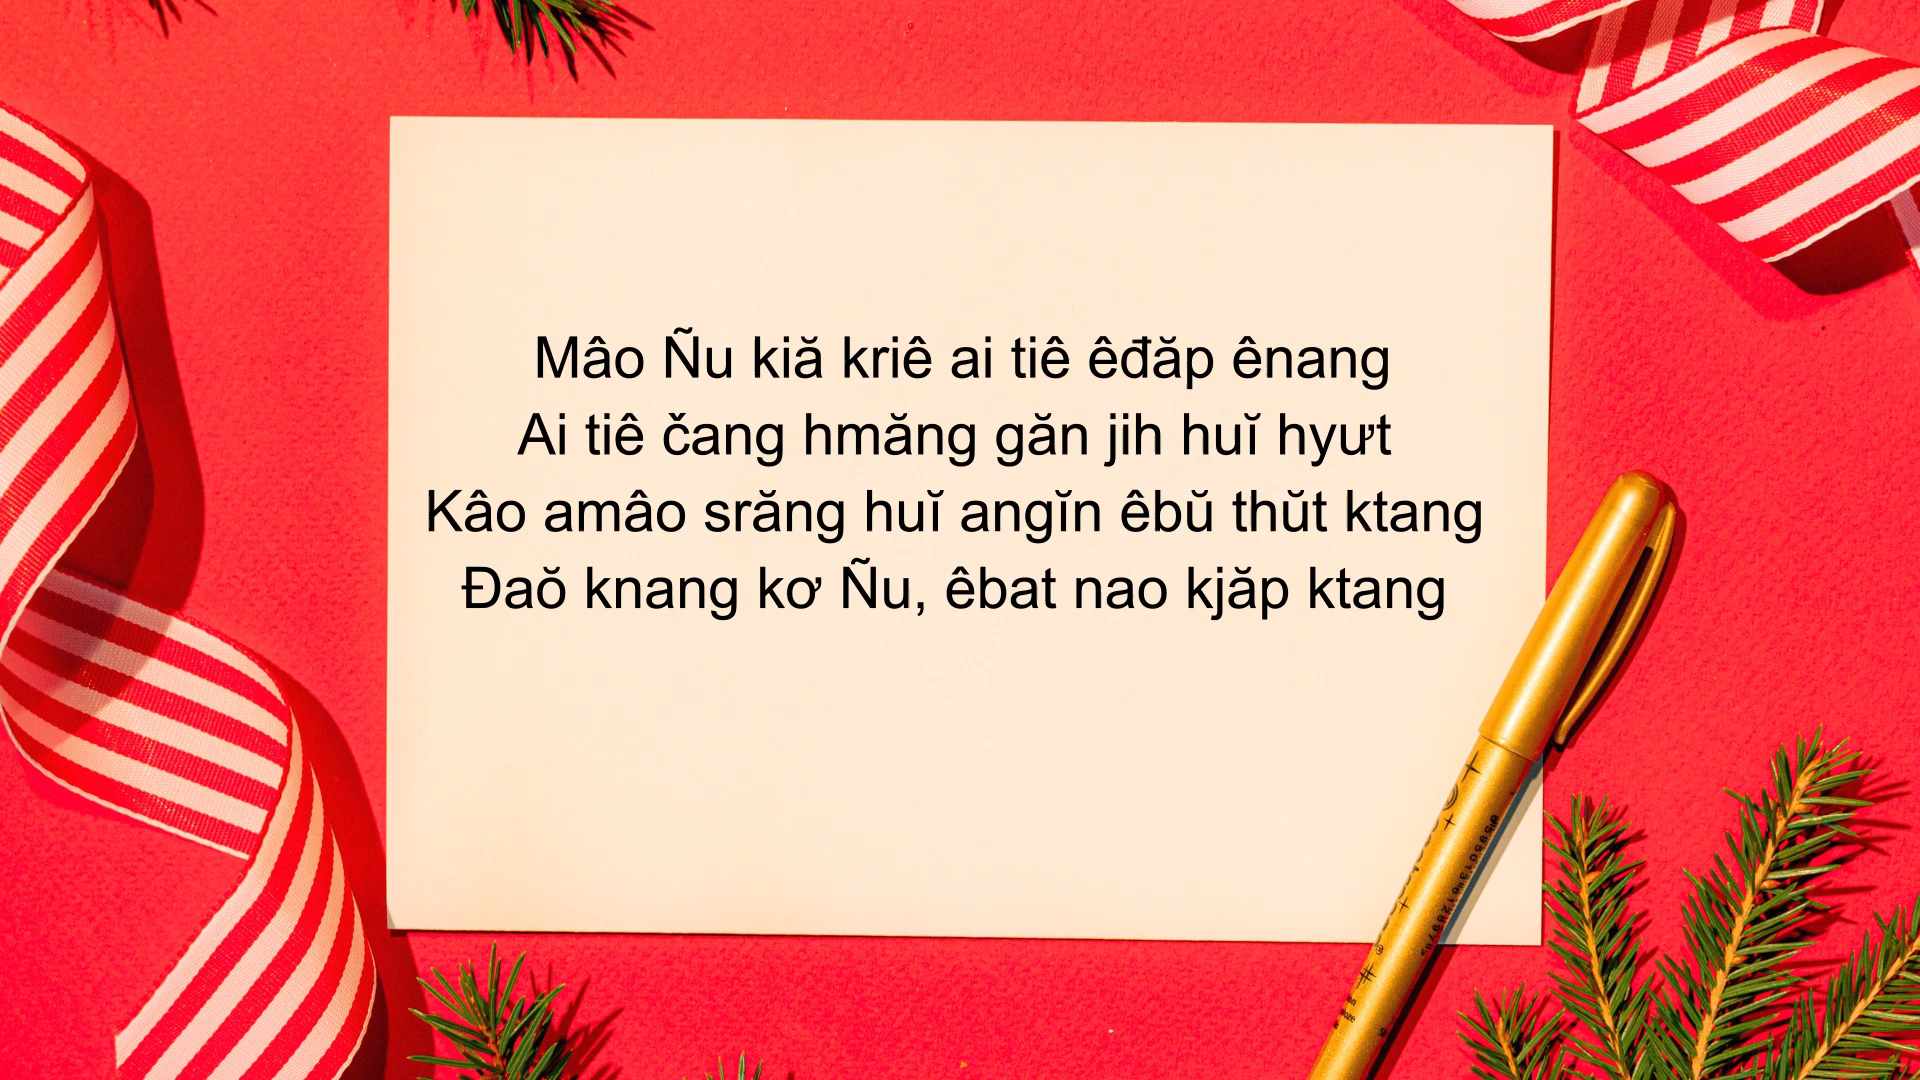 Mâo Ñu kiă kriê ai tiê êđăp ênang
Ai tiê čang hmăng găn jih huĭ hyưt
Kâo amâo srăng huĭ angĭn êbŭ thŭt ktang
Đaŏ knang kơ Ñu, êbat nao kjăp ktang